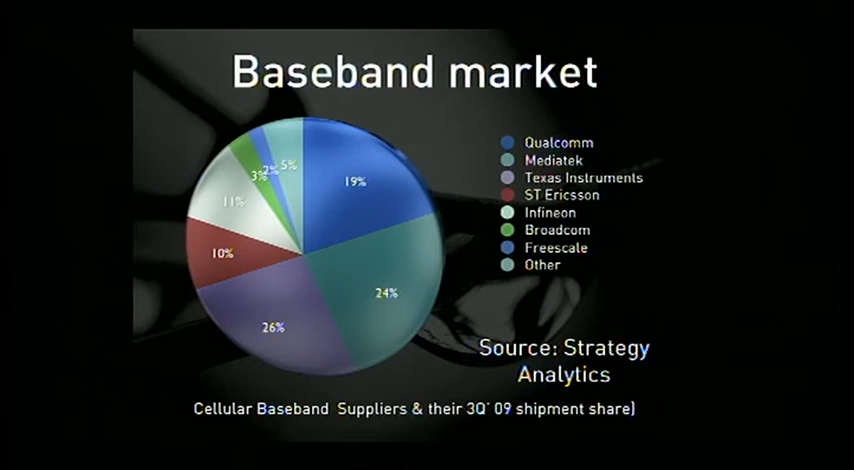 Baseband market
5%
2%
3%
19%
11%
10%
24%
26%
Qualcomm
Mediatek
Texas Instruments
ST Ericsson
Infineon
Broadcom
Freescale
Other
Source: Strategy
Analytics
Cellular Baseband Suppliers & their 3Q' 09 shipment share)